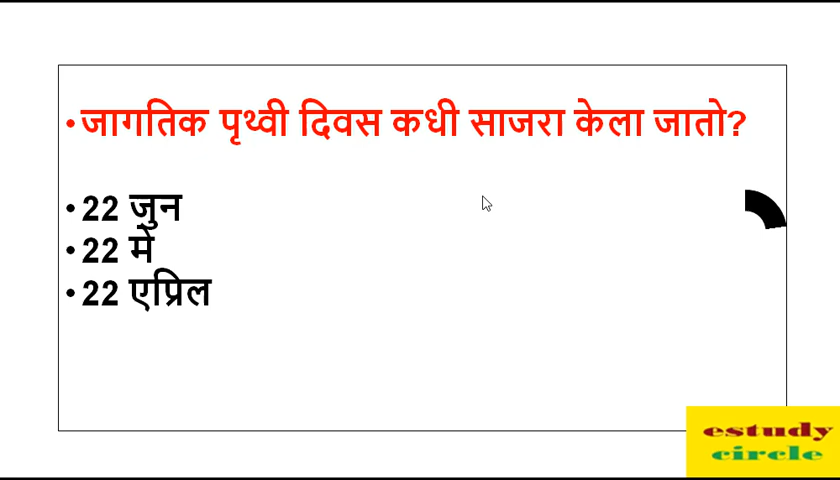 • जागतिक पृथ्वी दिवस कधी साजरा केला जातो?
• 22 जुन
• 22 मे
• 22 एप्रिल
estudy
circle